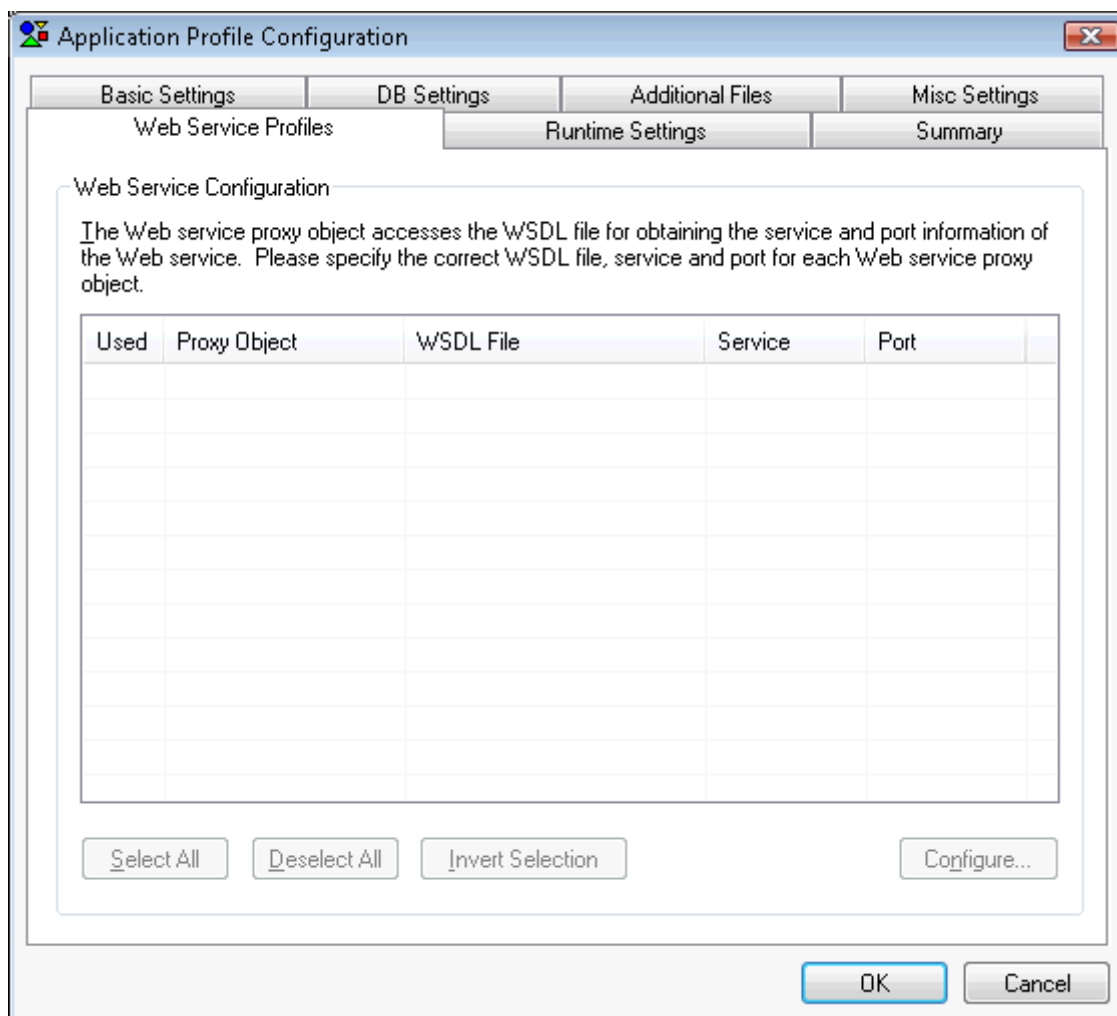 Application Profile Configuration
Basic Settings DB Settings Additional Files Misc Settings
Web Service Profiles Runtime Settings Summary
Web Service Configuration
The Web service proxy object accesses the WSDL file for obtaining the service and port information of
the Web service. Please specify the correct WSDL file, service and port for each Web service proxy
object.
Used Proxy Object WSDL File Service Port
Select All Deselect All Invert Selection Configure...
OK Cancel